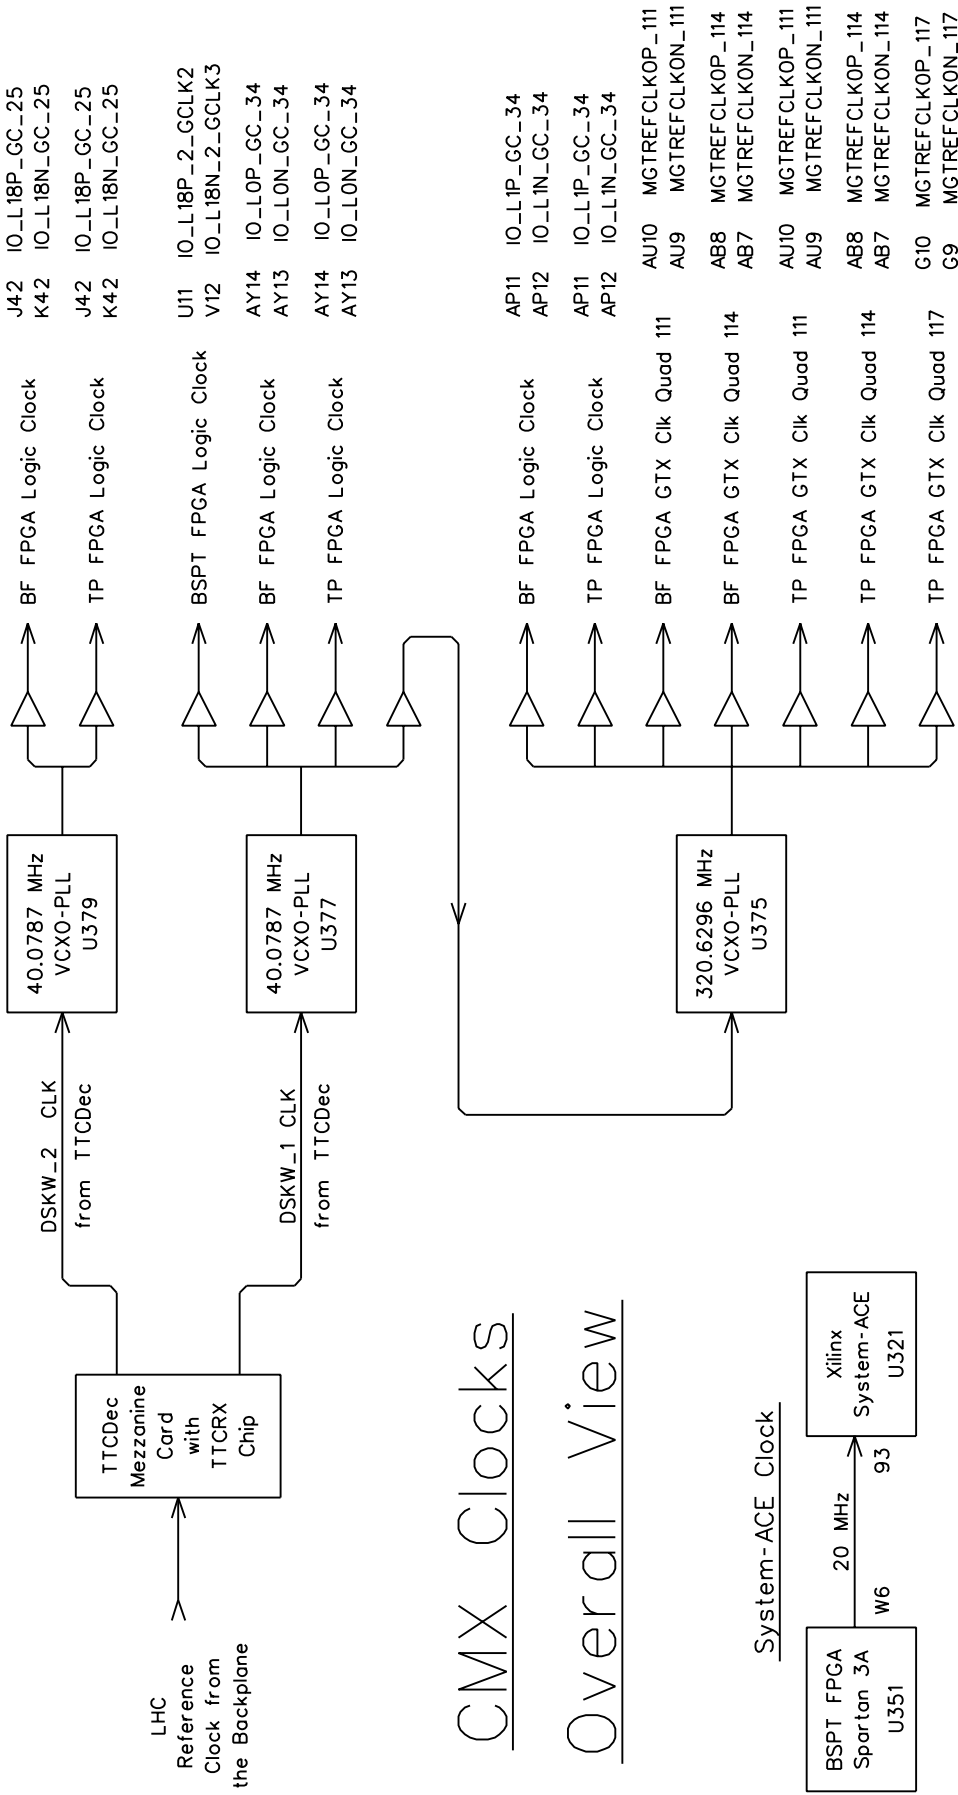 LHC
Reference
Clock from
the Backplane
TTCDec
Mezzanine
Card
with
TTCRX
Chip
DSKW_2 CLK
from TTCDec
DSKW_1 CLK
from TTCDec
40.0787 MHz
VCXO-PLL
U379
40.0787 MHz
VCXO-PLL
U377
320.6296 MHz
VCXO-PLL
U375
BF FPGA Logic Clock
J42 IO_L18P_GC_25
K42 IO_L18N_GC_25
TP FPGA Logic Clock
J42 IO_L18P_GC_25
K42 IO_L18N_GC_25
BSPT FPGA Logic Clock
U11 IO_L18P_2_GCLK2
V12 IO_L18N_2_GCLK3
BF FPGA Logic Clock
AY14 IO_L0P_GC_34
AY13 IO_L0N_GC_34
TP FPGA Logic Clock
AY14 IO_L0P_GC_34
AY13 IO_L0N_GC_34
BF FPGA Logic Clock
AP11 IO_L1P_GC_34
AP12 IO_L1N_GC_34
TP FPGA Logic Clock
AP11 IO_L1P_GC_34
AP12 IO_L1N_GC_34
BF FPGA GTX Clk Quad 111
AU10 MGTREFCLK0P_111
AU9 MGTREFCLK0N_111
BF FPGA GTX Clk Quad 114
AB8 MGTREFCLK0P_114
AB7 MGTREFCLK0N_114
TP FPGA GTX Clk Quad 111
AU10 MGTREFCLK0P_111
AU9 MGTREFCLK0N_111
TP FPGA GTX Clk Quad 114
AB8 MGTREFCLK0P_114
AB7 MGTREFCLK0N_114
TP FPGA GTX Clk Quad 117
G10 MGTREFCLK0P_117
G9 MGTREFCLK0N_117
CMX Clocks
Overall View
System-ACE Clock
BSPT FPGA
Spartan 3A
U351
20 MHz
W6
93
Xilinx
System-ACE
U321